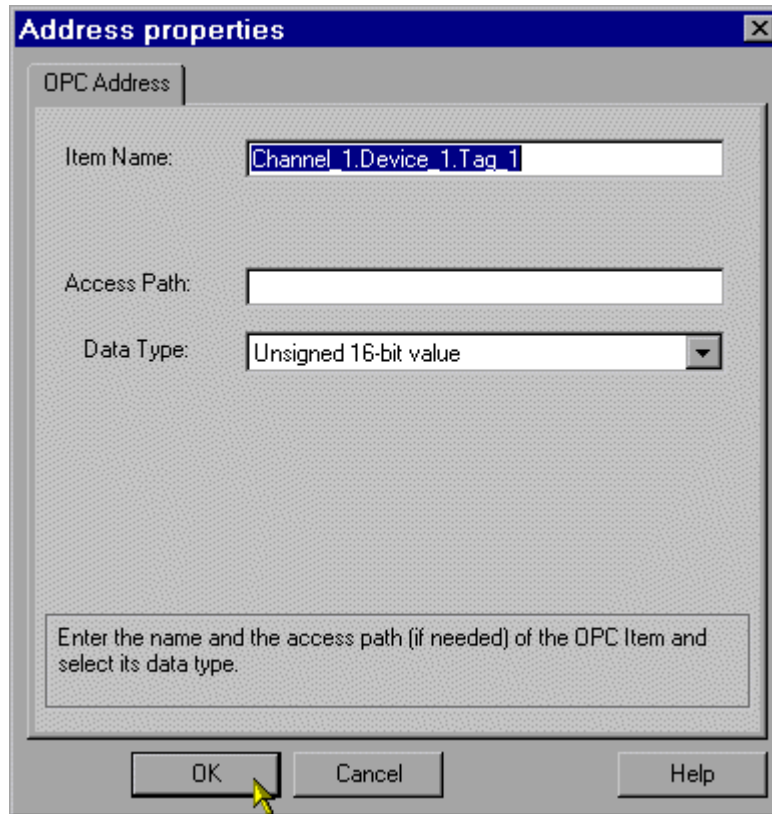 Address properties
OPC Address
Item Name: Channel_1.Device_1.Tag_1
Access Path:
Data Type: Unsigned 16-bit value
Enter the name and the access path (if needed) of the OPC Item and
select its data type.
OK Cancel Help